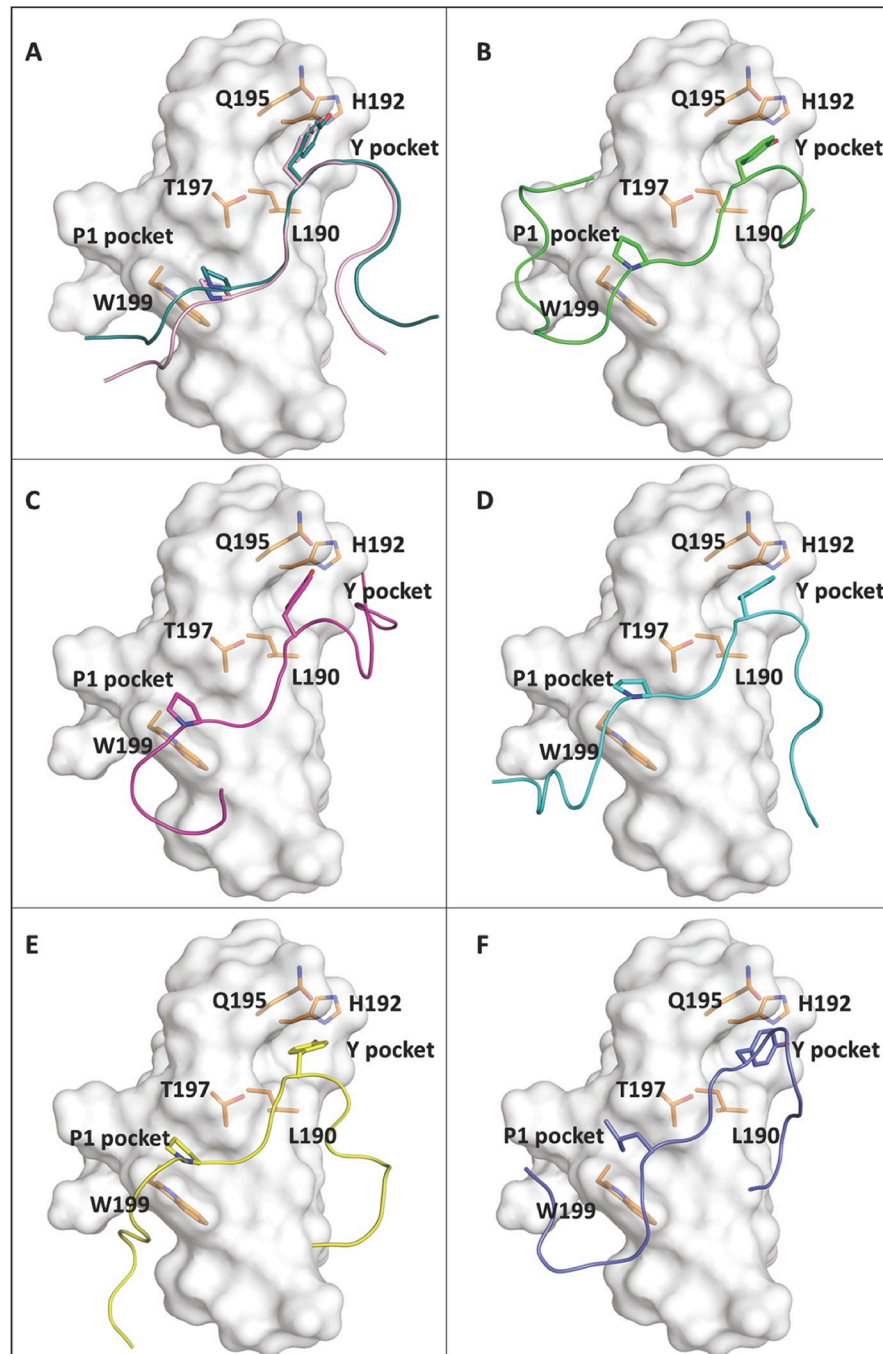 A
Q195
H192
Y pocket
T197
P1 pocket
L190
W199
B
Q195
H192
Y pocket
T197
P1 pocket
L190
W199
C
Q195
H192
Y pocket
T197
P1 pocket
L190
W199
D
Q195
H192
Y pocket
T197
P1 pocket
L190
W199
E
Q195
H192
Y pocket
T197
P1 pocket
L190
W199
F
Q195
H192
Y pocket
T197
P1 pocket
L190
W199